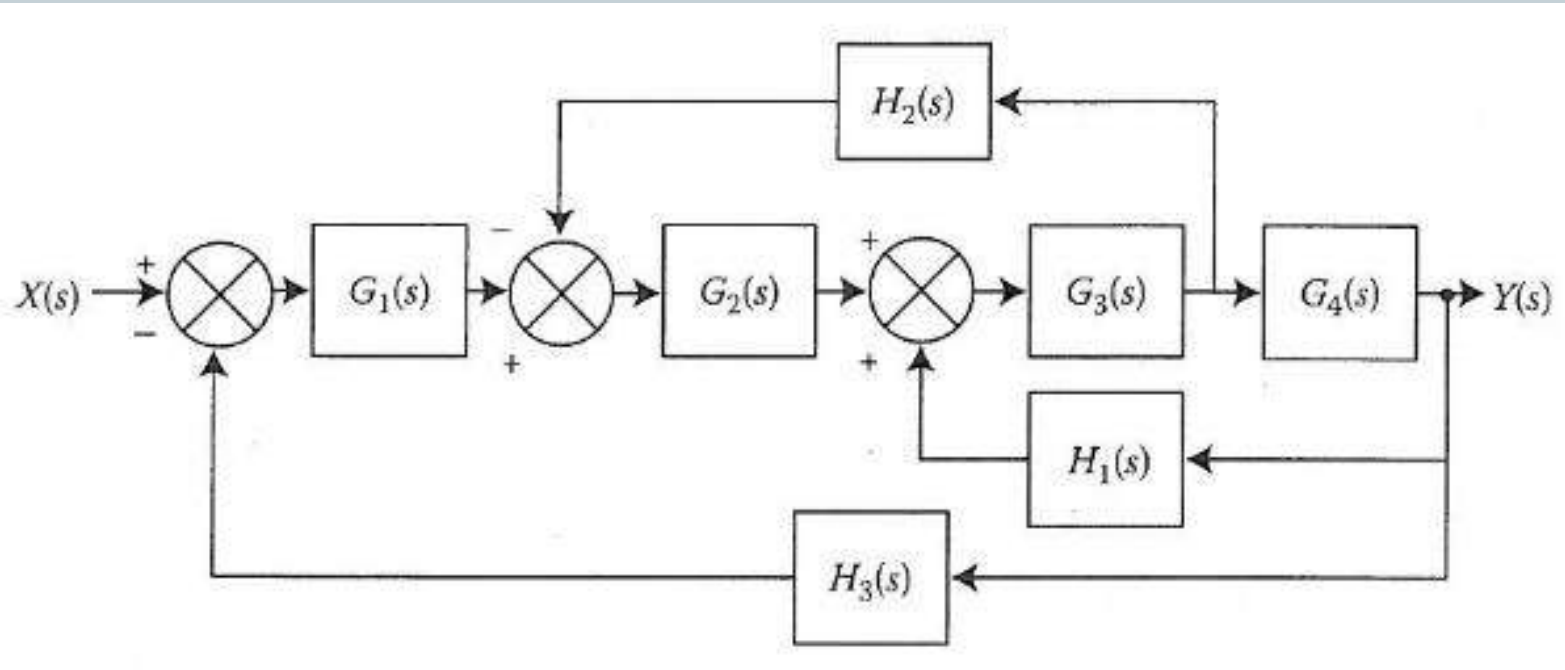 H₂(s)
−
+
+
X(s)
G₁(s)
G₂(s)
G₃(s)
G₄(s)
Y(s)
−
+
+
H₁(s)
H₃(s)